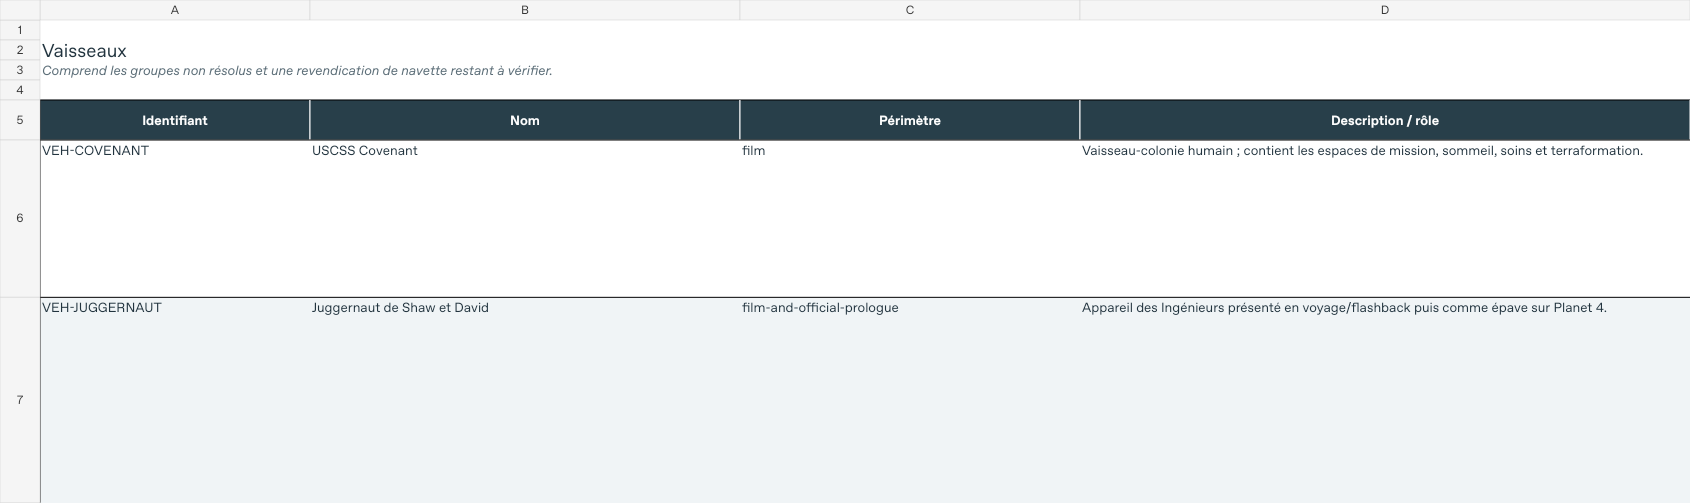 A B C D
1
2 Vaisseaux
3 Comprend les groupes non résolus et une revendication de navette restant à vérifier.
4
5 Identifiant Nom Périmètre Description / rôle
6 VEH-COVENANT USCSS Covenant film Vaisseau-colonie humain ; contient les espaces de mission, sommeil, soins et terraformation.
7 VEH-JUGGERNAUT Juggernaut de Shaw et David film-and-official-prologue Appareil des Ingénieurs présenté en voyage/flashback puis comme épave sur Planet 4.